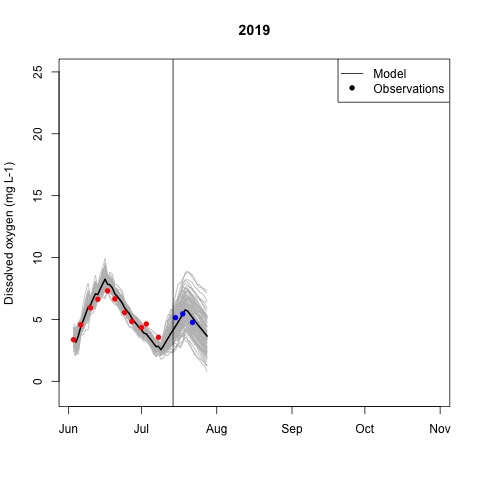 2019
Model
Observations
Dissolved oxygen (mg L-1)
25
20
15
10
5
0
Jun Jul Aug Sep Oct Nov